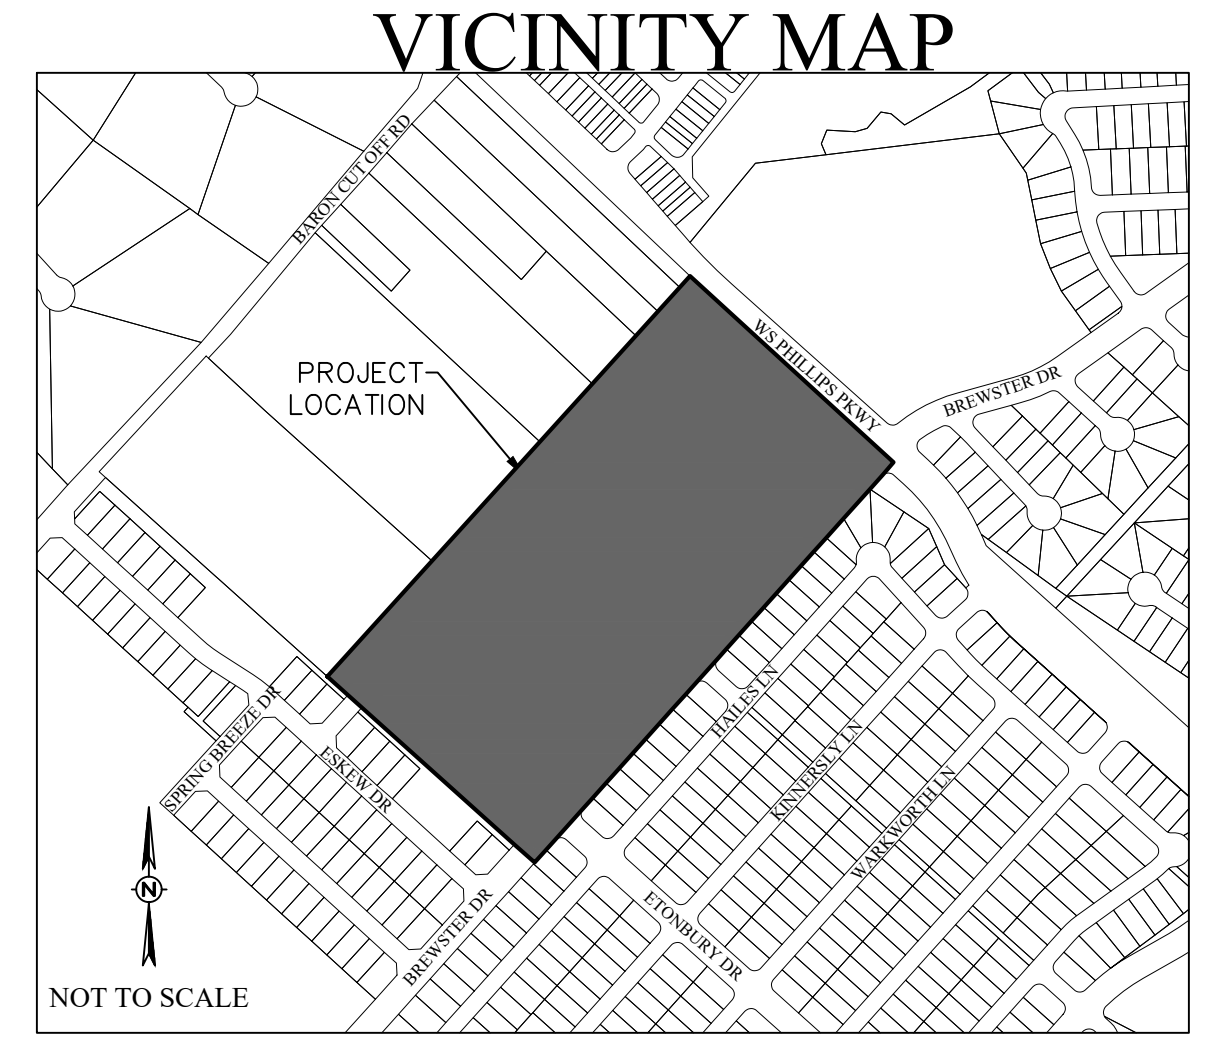 VICINITY MAP
BARON CUT OFF RD
WS PHILLIPS PKWY
PROJECT
LOCATION
BREWSTER DR
SPRING BREEZE DR
ESKEW DR
HAILES LN
KINNERSLY LN
WARKWORTH LN
BREWSTER DR
ETONBURY DR
N
NOT TO SCALE